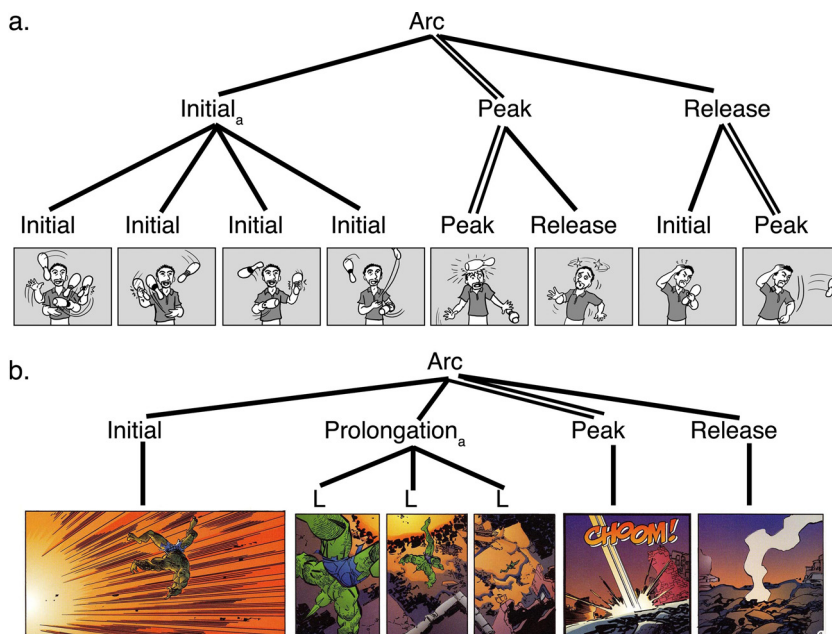 a.
Arc
Initial a
Peak
Release
Initial
Initial
Initial
Initial
Peak
Release
Initial
Peak
b.
Arc
Initial
Prolongation a
Peak
Release
L
L
L
CHOOM!